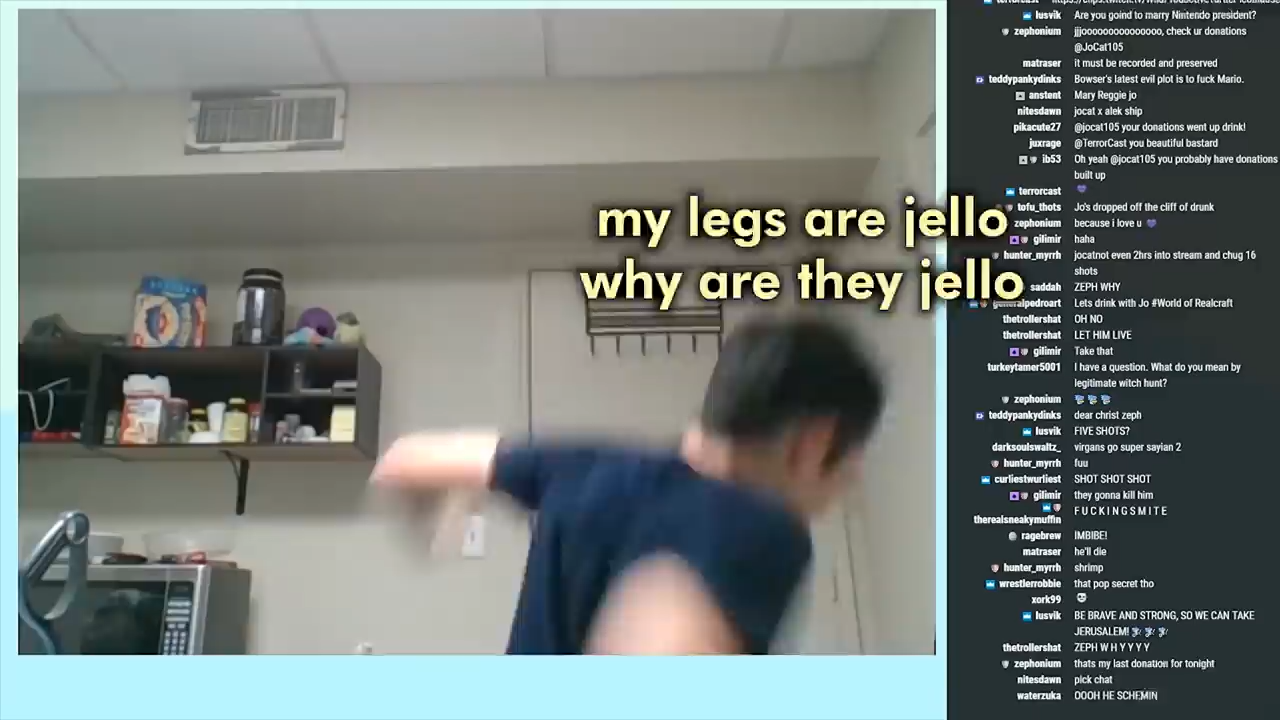 my legs are jello
why are they jello
lusvik Are you goind to marry Nintendo president?
zephonium jjjooooooooooooooo, check ur donations
@JoCat105
matraser it must be recorded and preserved
teddypankydinks Bowser's latest evil plot is to fuck Mario.
anstent Mary Reggie jo
nitesdawn jocat x alek ship
pikacute27 @jocat105 your donations went up drink!
juxrage @TerrorCast you beautiful bastard
ib53 Oh yeah @jocat105 you probably have donations
built up
terrorcast 💜
tofu_thots Jo's dropped off the cliff of drunk
zephonium because i love u 💜
gilimir haha
hunter_myrrh jocatnot even 2hrs into stream and chug 16
shots
saddah ZEPH WHY
generalpedroart Lets drink with Jo #World of Realcraft
thetrollershat OH NO
thetrollershat LET HIM LIVE
gilimir Take that
turkeytamer5001 I have a question. What do you mean by
legitimate witch hunt?
zephonium
teddypankydinks dear christ zeph
lusvik FIVE SHOTS?
darksoulswaltz_ virgans go super sayian 2
hunter_myrrh fuu
curliestwurliest SHOT SHOT SHOT
gilimir they gonna kill him
thereaisneakymuffin F U C K I N G S M I T E
ragebrew IMBIBE!
matraser he'll die
hunter_myrrh shrimp
wrestlerrobbie that pop secret tho
xork99 💀
lusvik BE BRAVE AND STRONG, SO WE CAN TAKE
JERUSALEM!
thetrollershat ZEPH W H Y Y Y Y
zephonium thats my last donation for tonight
nitesdawn pick chat
waterzuka OOOH HE SCHEMIN